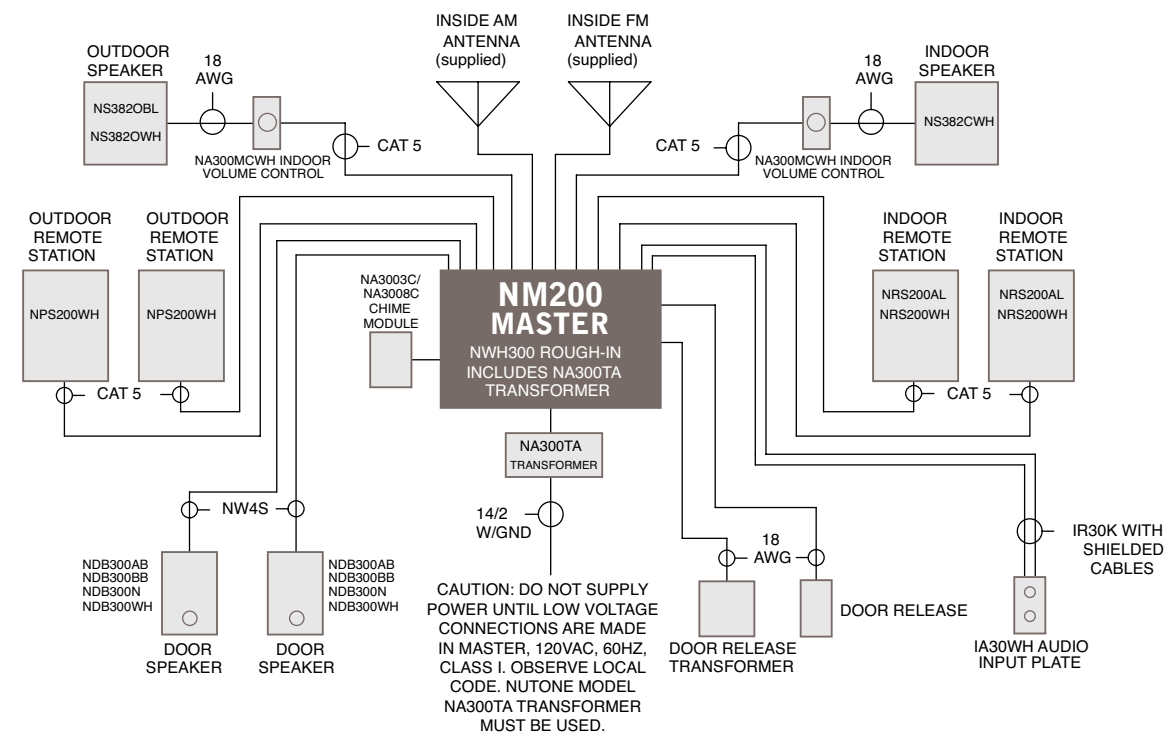 INSIDE AM
ANTENNA
(supplied)
INSIDE FM
ANTENNA
(supplied)
OUTDOOR
SPEAKER
NS382OBL
NS382OWH
18
AWG
NA300MCWH INDOOR
VOLUME CONTROL
CAT 5
CAT 5
18
AWG
NA300MCWH INDOOR
VOLUME CONTROL
INDOOR
SPEAKER
NS382CWH
OUTDOOR
REMOTE
STATION
NPS200WH
OUTDOOR
REMOTE
STATION
NPS200WH
CAT 5
NA3003C/
NA3008C
CHIME
MODULE
NM200
MASTER
NWH300 ROUGH-IN
INCLUDES NA300TA
TRANSFORMER
INDOOR
REMOTE
STATION
NRS200AL
NRS200WH
INDOOR
REMOTE
STATION
NRS200AL
NRS200WH
CAT 5
NA300TA
TRANSFORMER
14/2
W/GND
NW4S
NDB300AB
NDB300BB
NDB300N
NDB300WH
DOOR
SPEAKER
NDB300AB
NDB300BB
NDB300N
NDB300WH
DOOR
SPEAKER
CAUTION: DO NOT SUPPLY
POWER UNTIL LOW VOLTAGE
CONNECTIONS ARE MADE
IN MASTER, 120VAC, 60HZ,
CLASS I. OBSERVE LOCAL
CODE. NUTONE MODEL
NA300TA TRANSFORMER
MUST BE USED.
18
AWG
DOOR RELEASE
TRANSFORMER
DOOR RELEASE
IR30K WITH
SHIELDED
CABLES
IA30WH AUDIO
INPUT PLATE